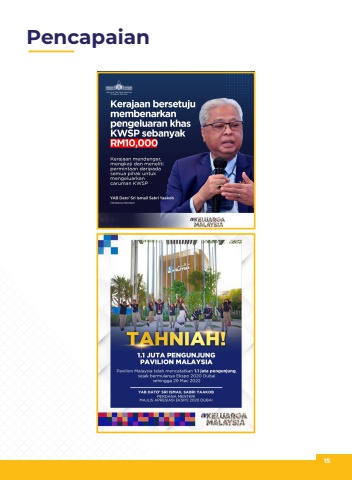 Pencapaian
Kerajaan bersetuju
membenarkan
pengeluaran khas
KWSP sebanyak
RM10,000
Kerajaan mendengar,
mengkaji dan meneliti
permintaan daripada
semua pihak untuk
mengeluarkan
caruman KWSP
YAB Dato' Sri Ismail Sabri Yaakob
#KELUARGA
MALAYSIA
TAHNIAH!
1.1 JUTA PENGUNJUNG
PAVILION MALAYSIA
Pavilion Malaysia telah mencatatkan 1.1 juta pengunjung,
sejak bermulanya Ekspo 2020 Dubai
sehingga 29 Mac 2022
YAB DATO' SRI ISMAIL SABRI YAAKOB
PERDANA MENTERI
MAJLIS APRESIASI EKSPO 2020 DUBAI
#KELUARGA
MALAYSIA
15